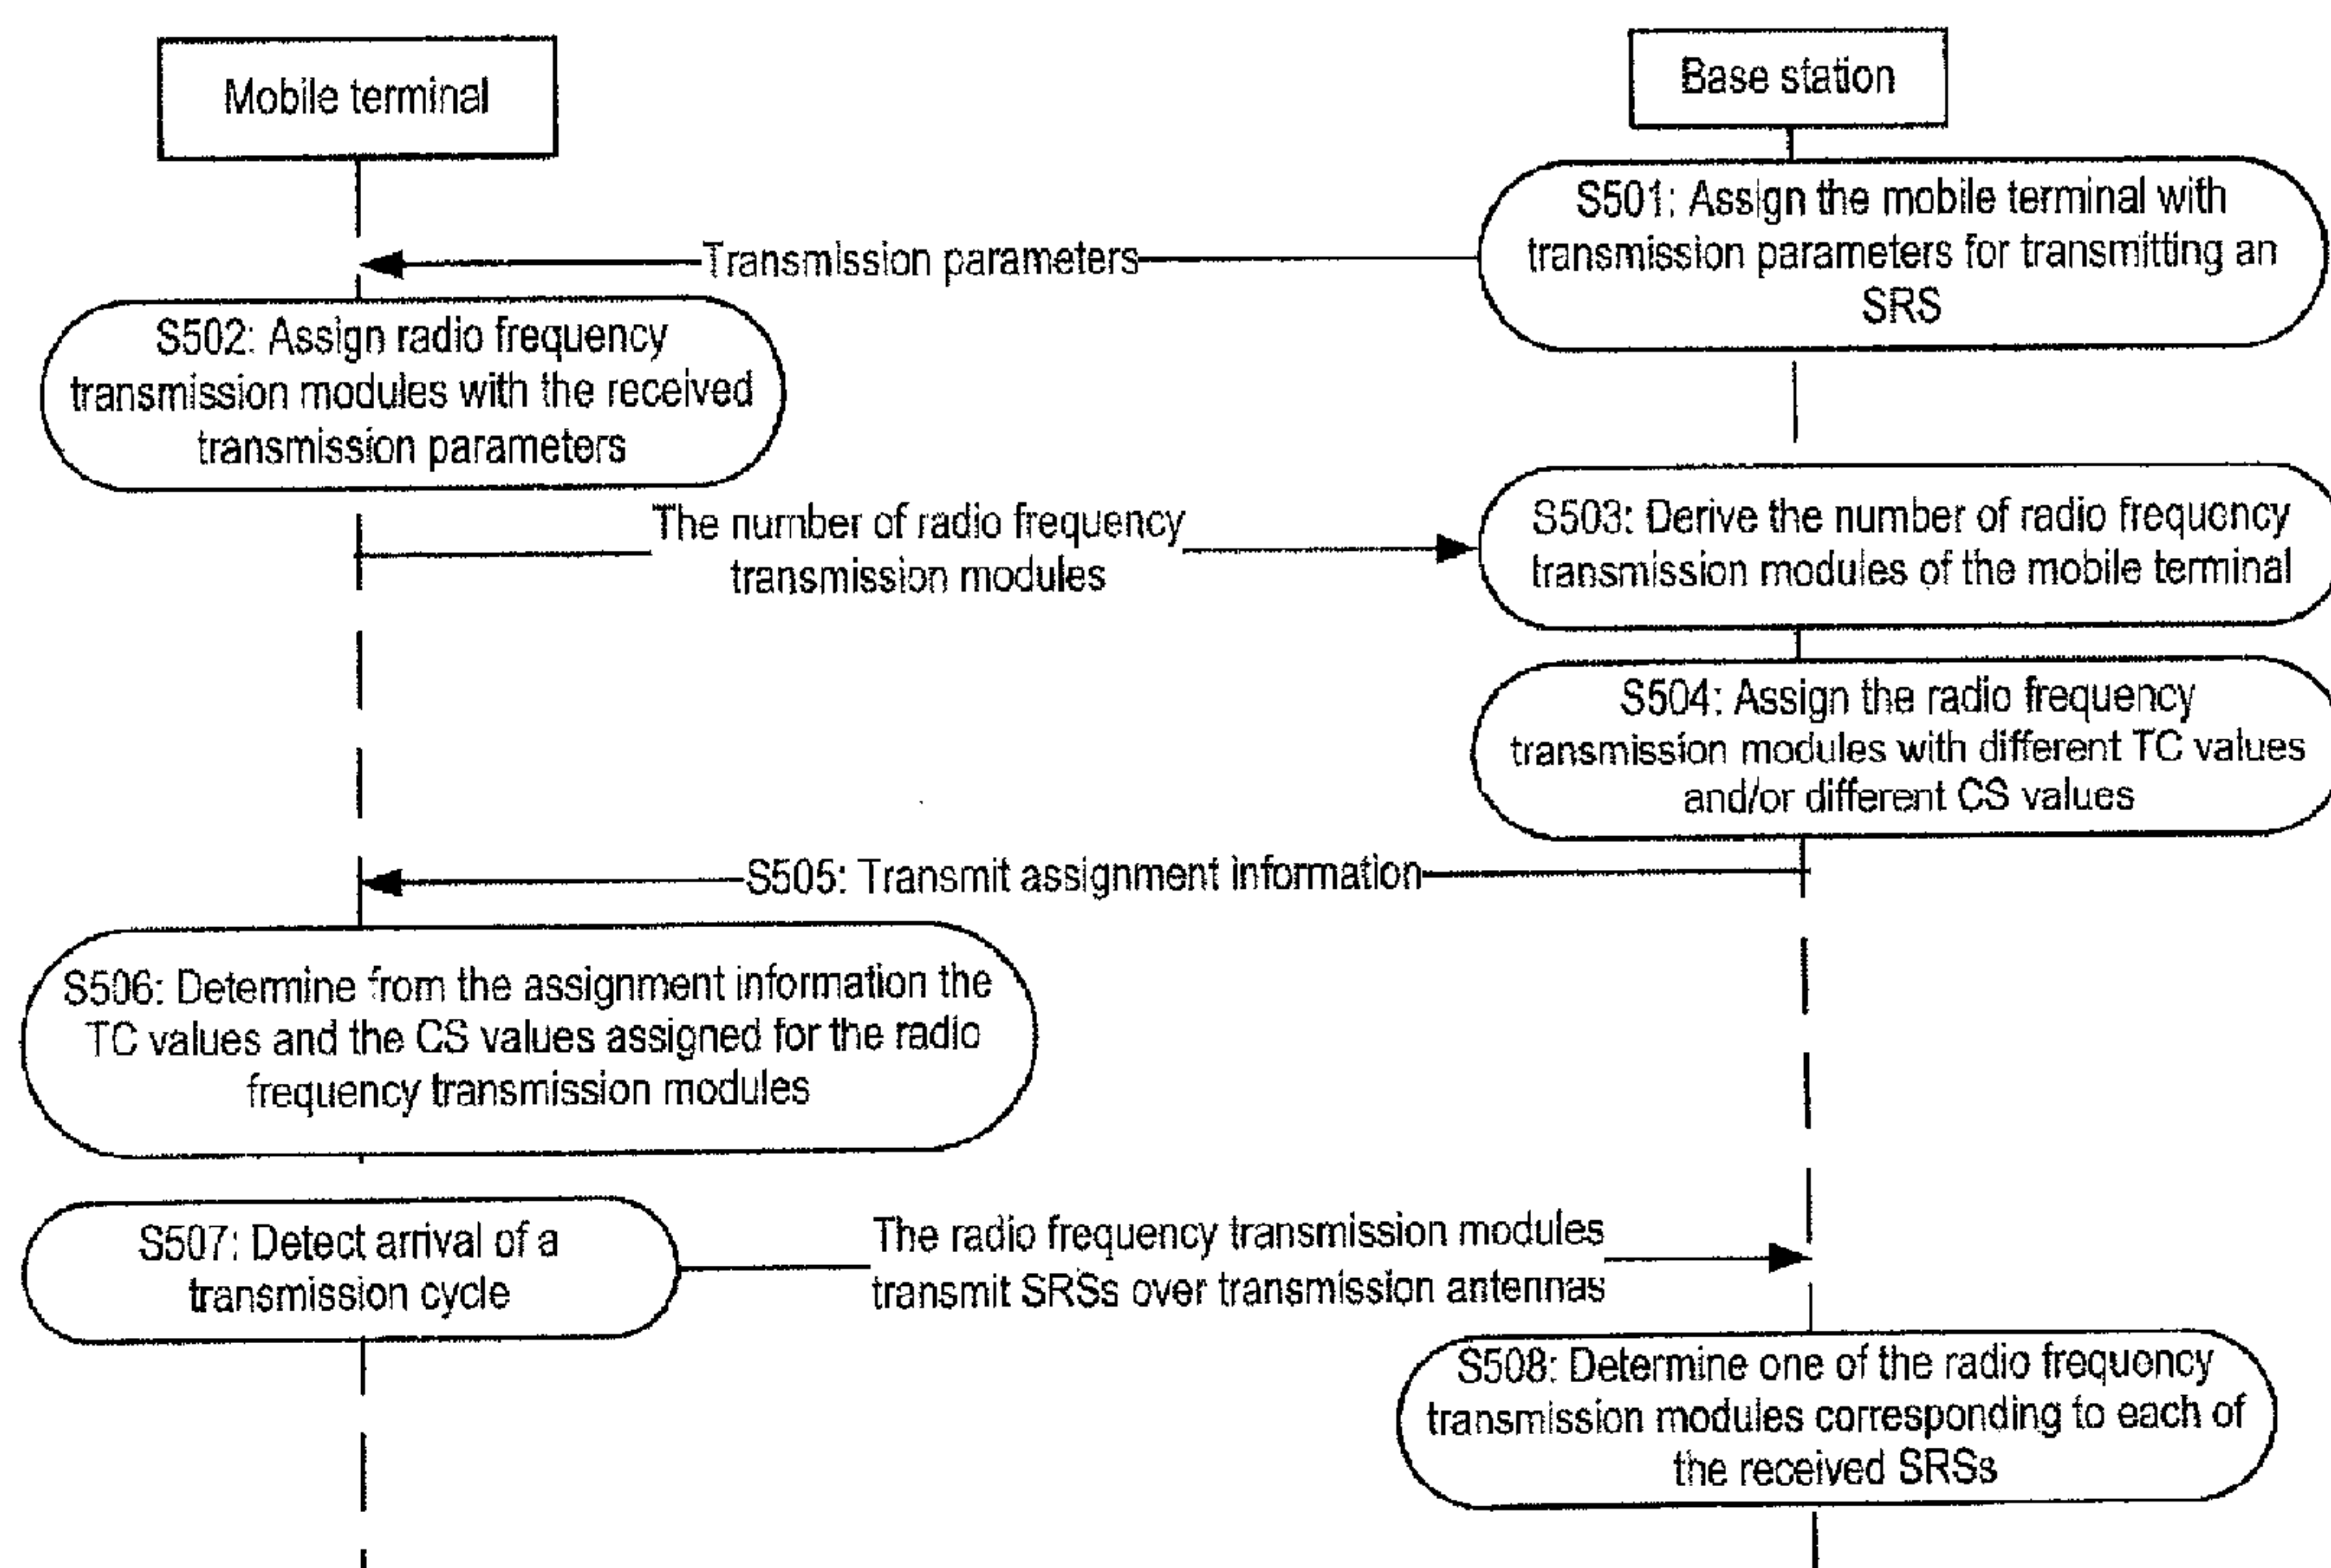 Mobile terminal
Base station
S501: Assign the mobile terminal with
transmission parameters for transmitting an
SRS
Transmission parameters
S502: Assign radio frequency
transmission modules with the received
transmission parameters
The number of radio frequency
transmission modules
S503: Derive the number of radio frequency
transmission modules of the mobile terminal
S504: Assign the radio frequency
transmission modules with different TC values
and/or different CS values
S505: Transmit assignment information
S506: Determine from the assignment information the
TC values and the CS values assigned for the radio
frequency transmission modules
S507: Detect arrival of a
transmission cycle
The radio frequency transmission modules
transmit SRSs over transmission antennas
S508: Determine one of the radio frequency
transmission modules corresponding to each of
the received SRSs